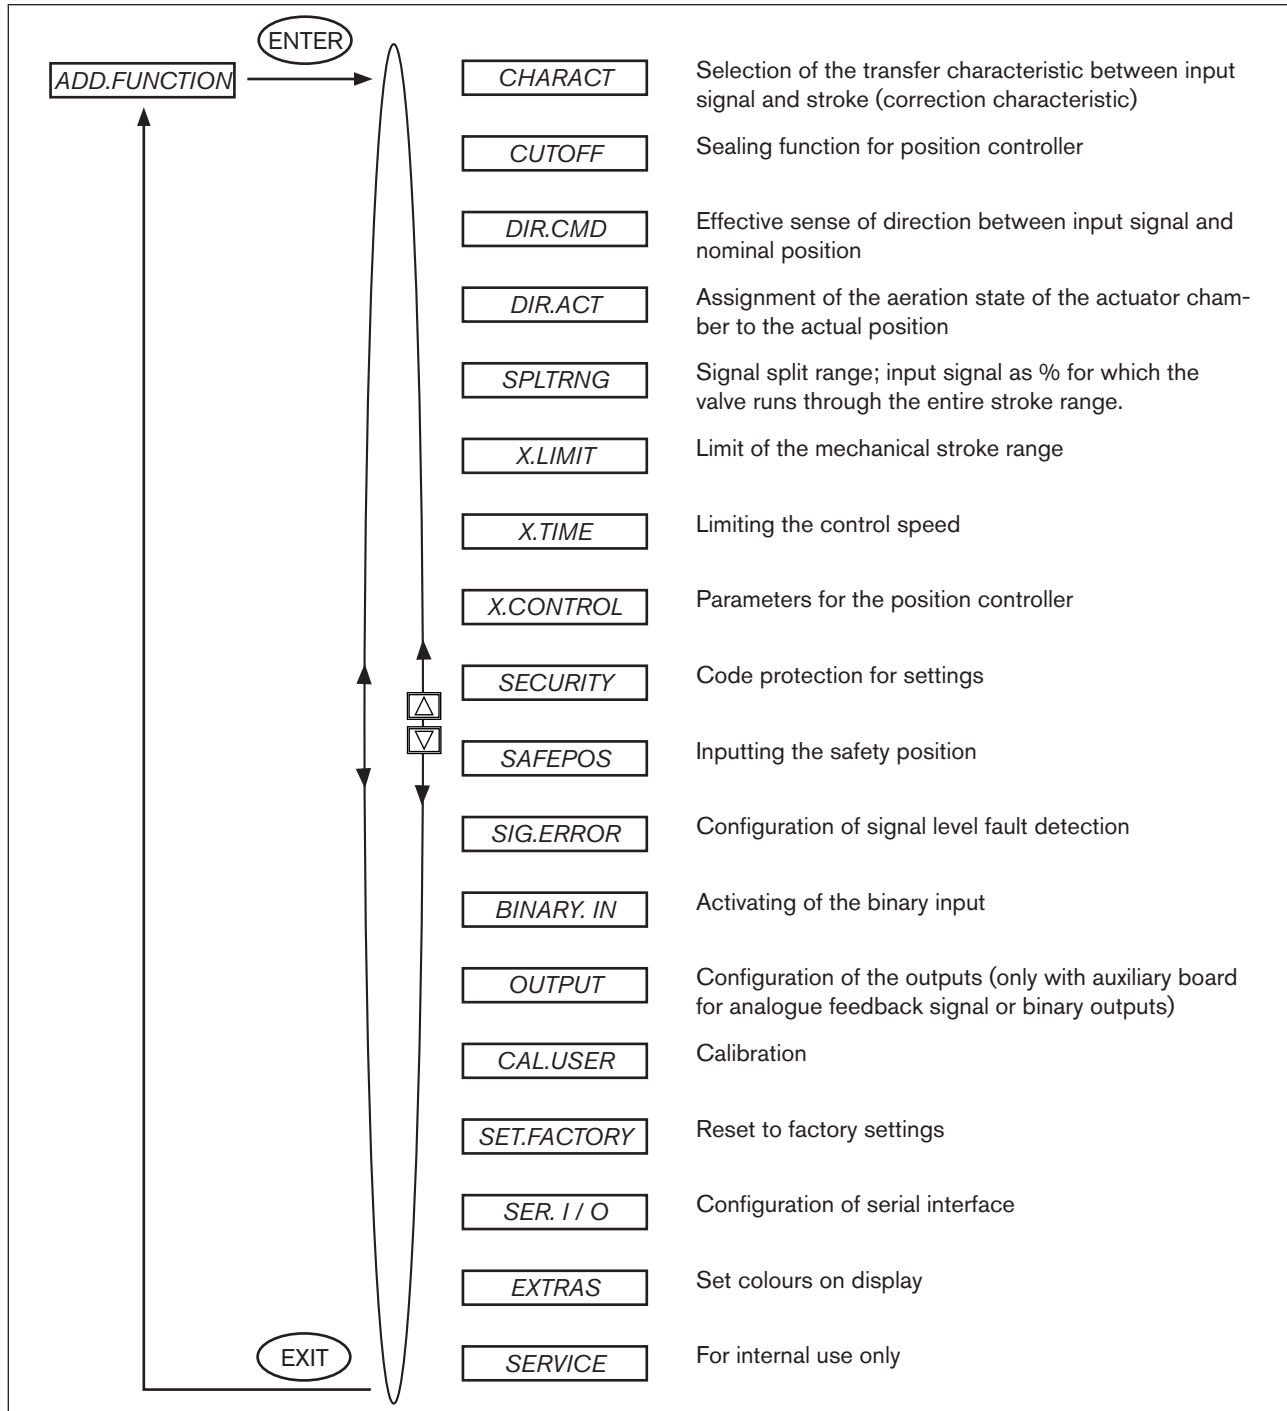 ENTER
ADD.FUNCTION
CHARACT
Selection of the transfer characteristic between input
signal and stroke (correction characteristic)
CUTOFF
Sealing function for position controller
DIR.CMD
Effective sense of direction between input signal and
nominal position
DIR.ACT
Assignment of the aeration state of the actuator cham-
ber to the actual position
SPLTRNG
Signal split range; input signal as % for which the
valve runs through the entire stroke range.
X.LIMIT
Limit of the mechanical stroke range
X.TIME
Limiting the control speed
X.CONTROL
Parameters for the position controller
SECURITY
Code protection for settings
SAFEPOS
Inputting the safety position
SIG.ERROR
Configuration of signal level fault detection
BINARY. IN
Activating of the binary input
OUTPUT
Configuration of the outputs (only with auxiliary board
for analogue feedback signal or binary outputs)
CAL.USER
Calibration
SET.FACTORY
Reset to factory settings
SER. I / O
Configuration of serial interface
EXTRAS
Set colours on display
EXIT
SERVICE
For internal use only